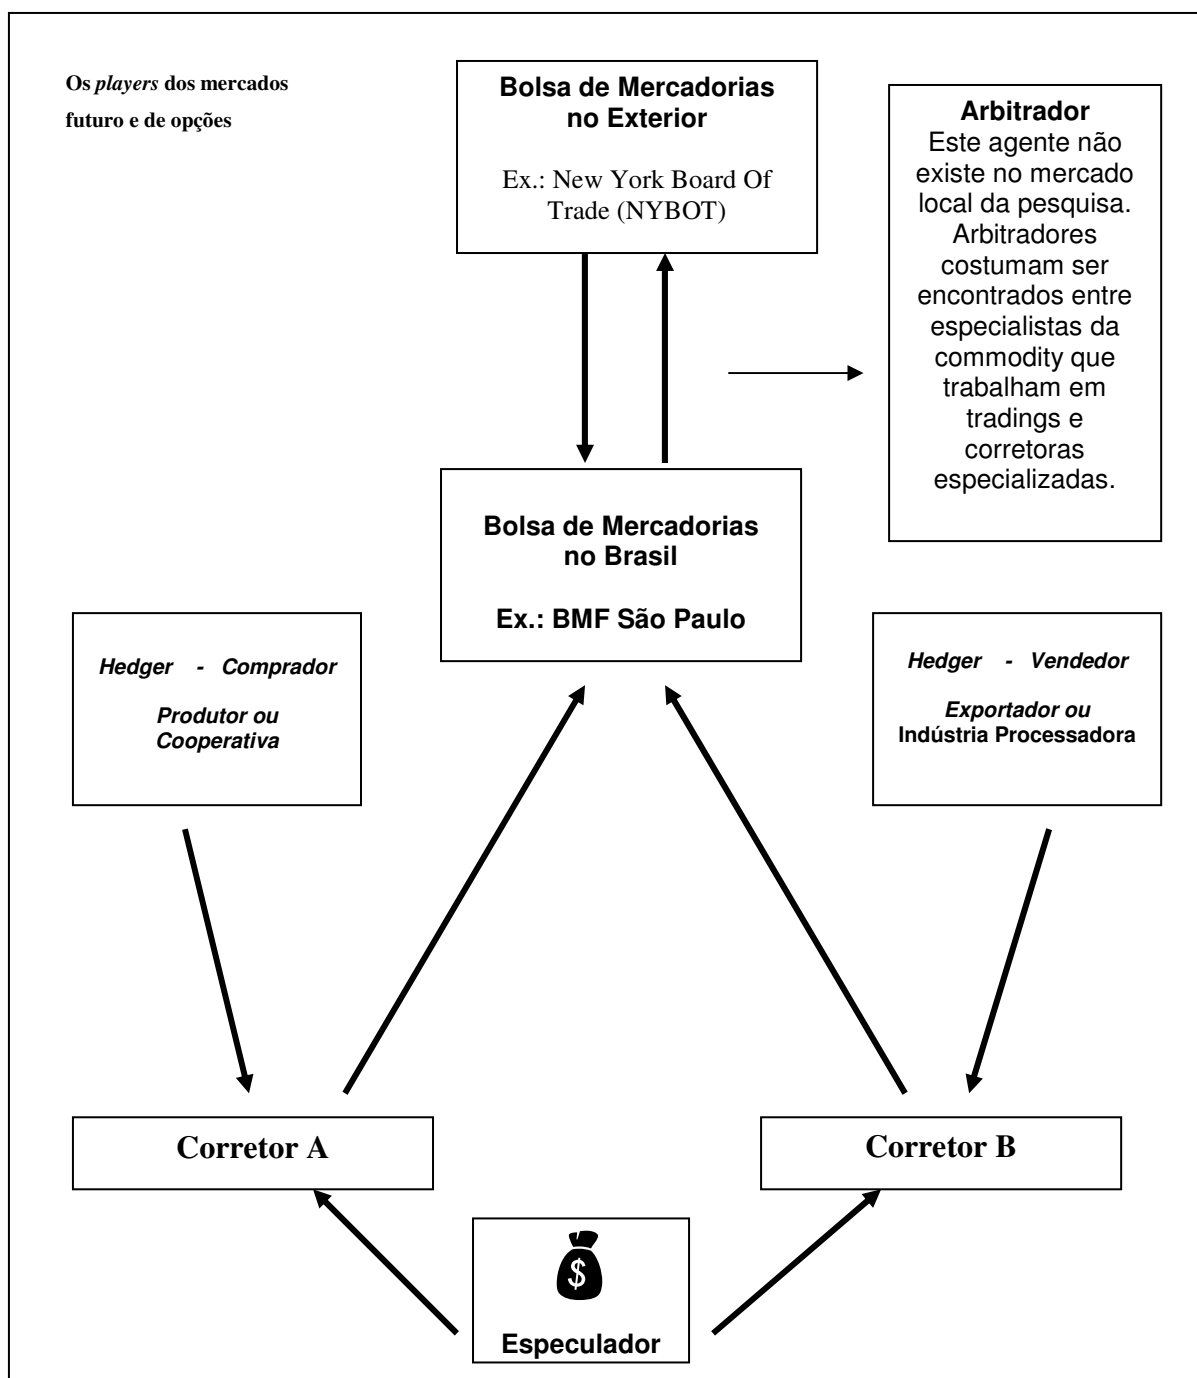 Os players dos mercados
futuro e de opções
Bolsa de Mercadorias
no Exterior
Ex.: New York Board Of
Trade (NYBOT)
Arbitrador
Este agente não
existe no mercado
local da pesquisa.
Arbitradores
costumam ser
encontrados entre
especialistas da
commodity que
trabalham em
tradings e
corretoras
especializadas.
Bolsa de Mercadorias
no Brasil
Ex.: BMF São Paulo
Hedger - Comprador
Produtor ou
Cooperativa
Hedger - Vendedor
Exportador ou
Indústria Processadora
Corretor A
Corretor B
$
Especulador